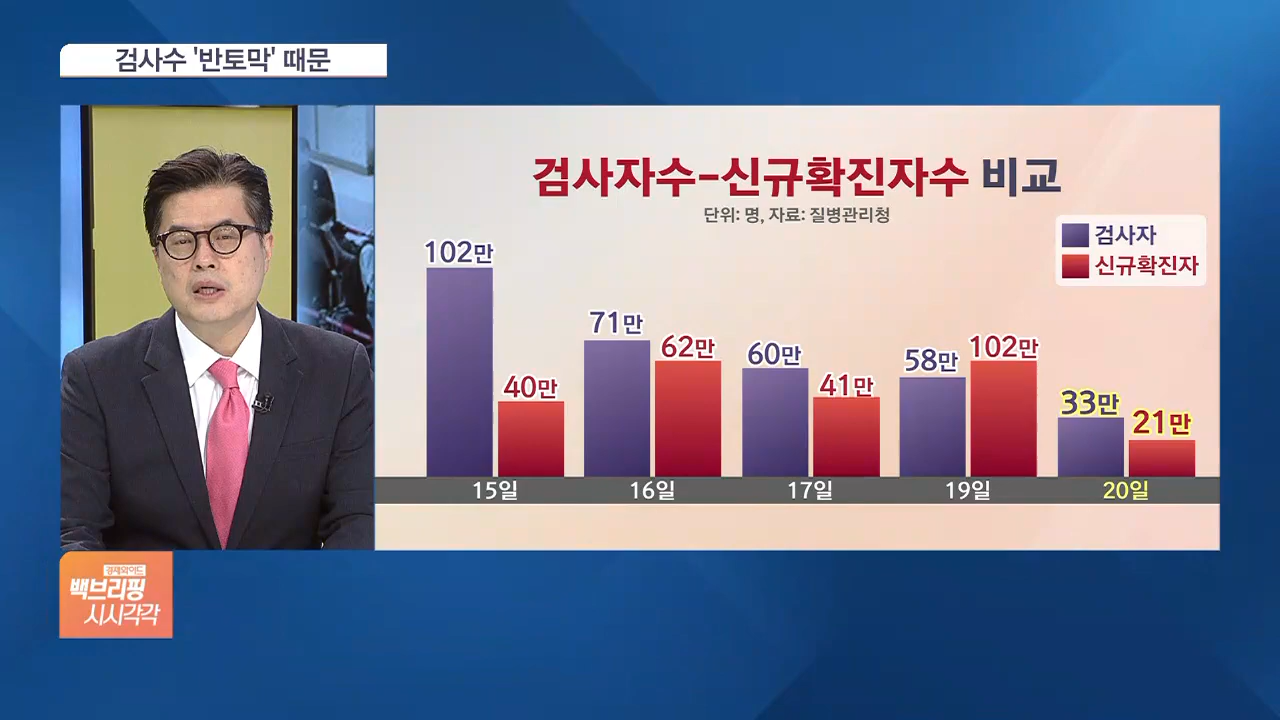 검사수 '반토막' 때문
검사자수-신규확진자수 비교
단위: 명, 자료: 질병관리청
검사자
신규확진자
102만
40만
71만
62만
60만
41만
58만
102만
33만
21만
15일
16일
17일
19일
20일
경제와이드
백브리핑
시시각각